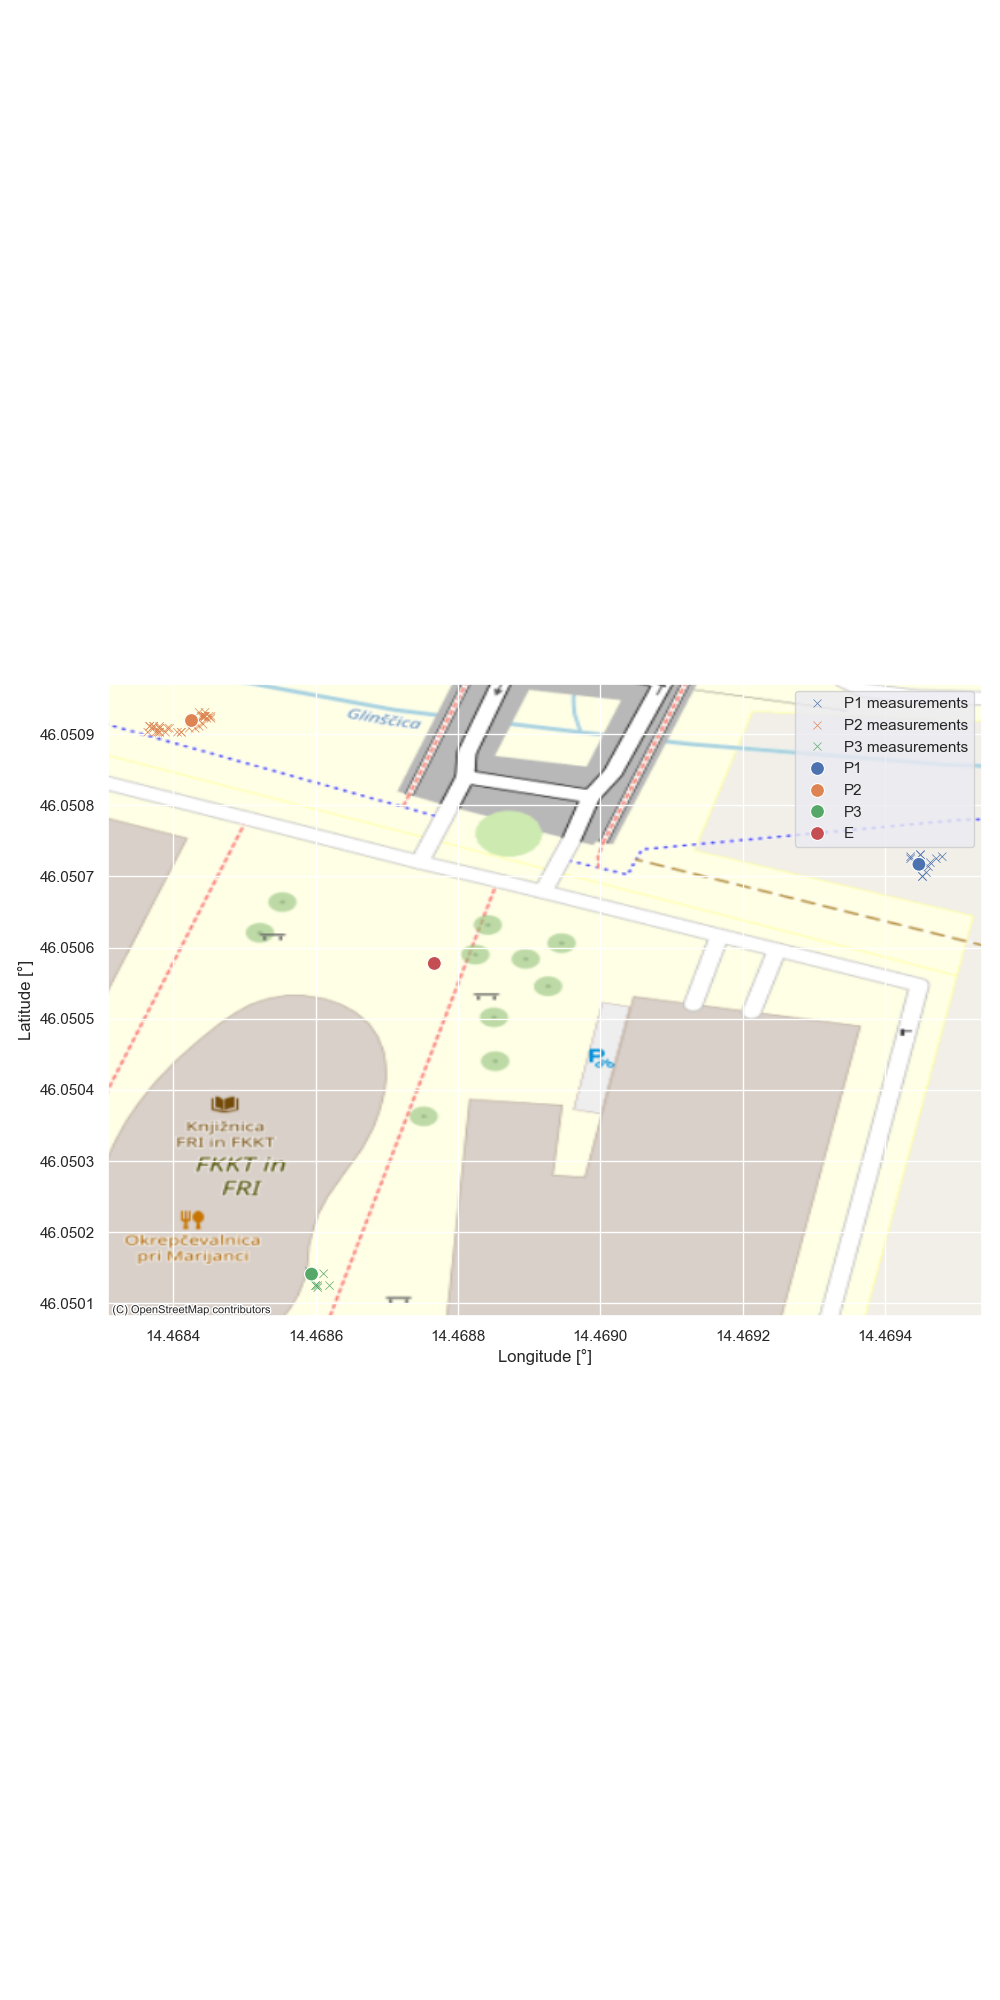 Glinščica
P1 measurements
P2 measurements
P3 measurements
P1
P2
P3
E
46.0509
46.0508
46.0507
46.0506
46.0505
46.0504
46.0503
46.0502
46.0501
Latitude [°]
P
Knjižnica
FRI in FKKT
FKKT in
FRI
Okrepčevalnica
pri Marijanci
(C) OpenStreetMap contributors
14.4684
14.4686
14.4688
14.4690
14.4692
14.4694
Longitude [°]